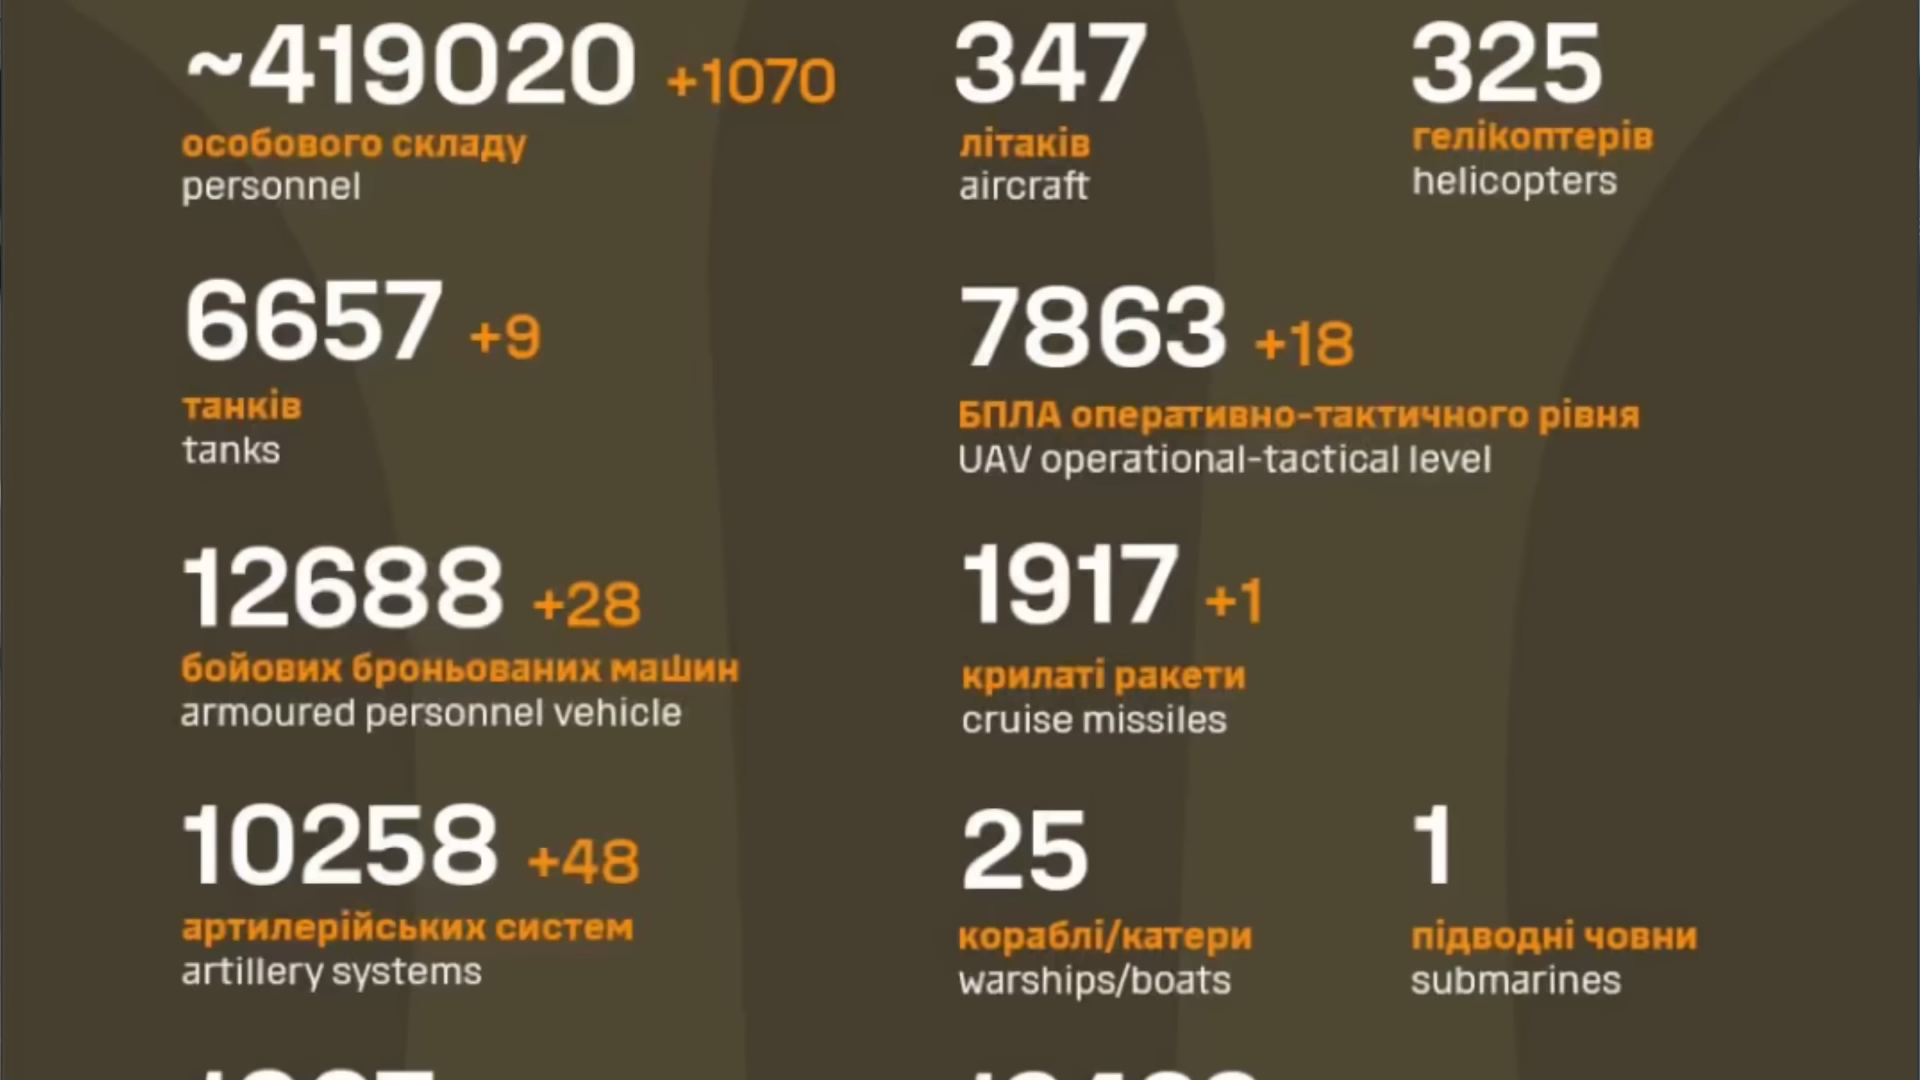 ~419020 +1070
особового складу
personnel
347
літаків
aircraft
325
гелікоптерів
helicopters
6657 +9
танків
tanks
7863 +18
БПЛА оперативно-тактичного рівня
UAV operational-tactical level
12688 +28
бойових броньованих машин
armoured personnel vehicle
1917 +1
крилаті ракети
cruise missiles
10258 +48
артилерійських систем
artillery systems
25
кораблі/катери
warships/boats
1
підводні човни
submarines